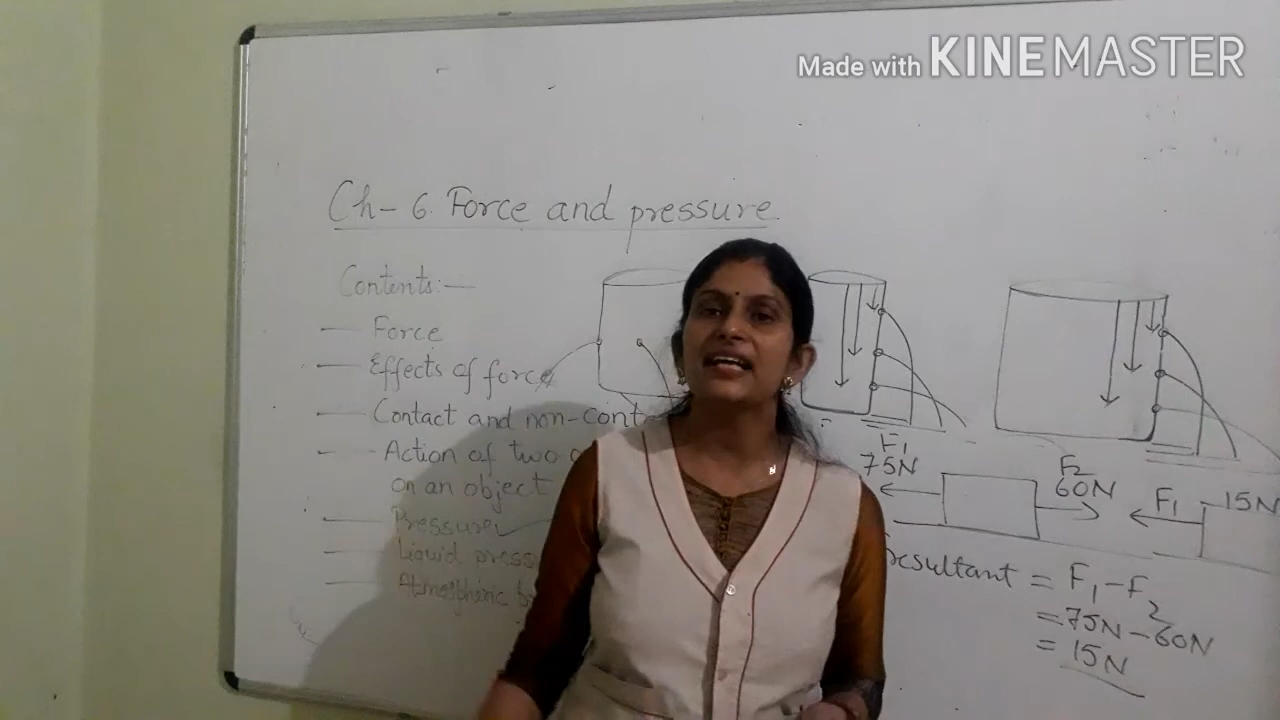 Made with KINEMASTER
Ch- 6. Force and pressure.
Contents:-
— Force
— Effects of force
— Contact and non-cont
— Action of two
on an object
— Pressure
— Liquid press
— Atmospheric
F1
75N
F2
60N
F1
15N
resultant = F1-F2
= 75N-60N
= 15N